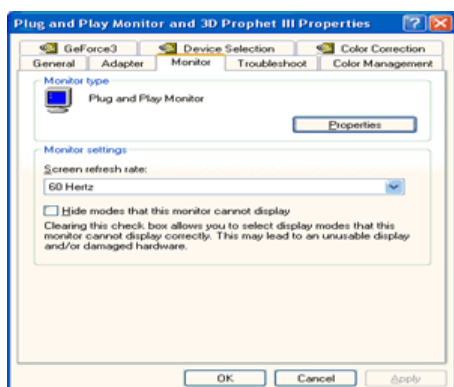 Plug and Play Monitor and 3D Prophet III Properties
GeForce3 Device Selection Color Correction
General Adapter Monitor Troubleshoot Color Management
Monitor type
Plug and Play Monitor
Properties
Monitor settings
Screen refresh rate:
60 Hertz
Hide modes that this monitor cannot display
Clearing this check box allows you to select display modes that this
monitor cannot display correctly. This may lead to an unusable display
and/or damaged hardware.
OK Cancel Apply